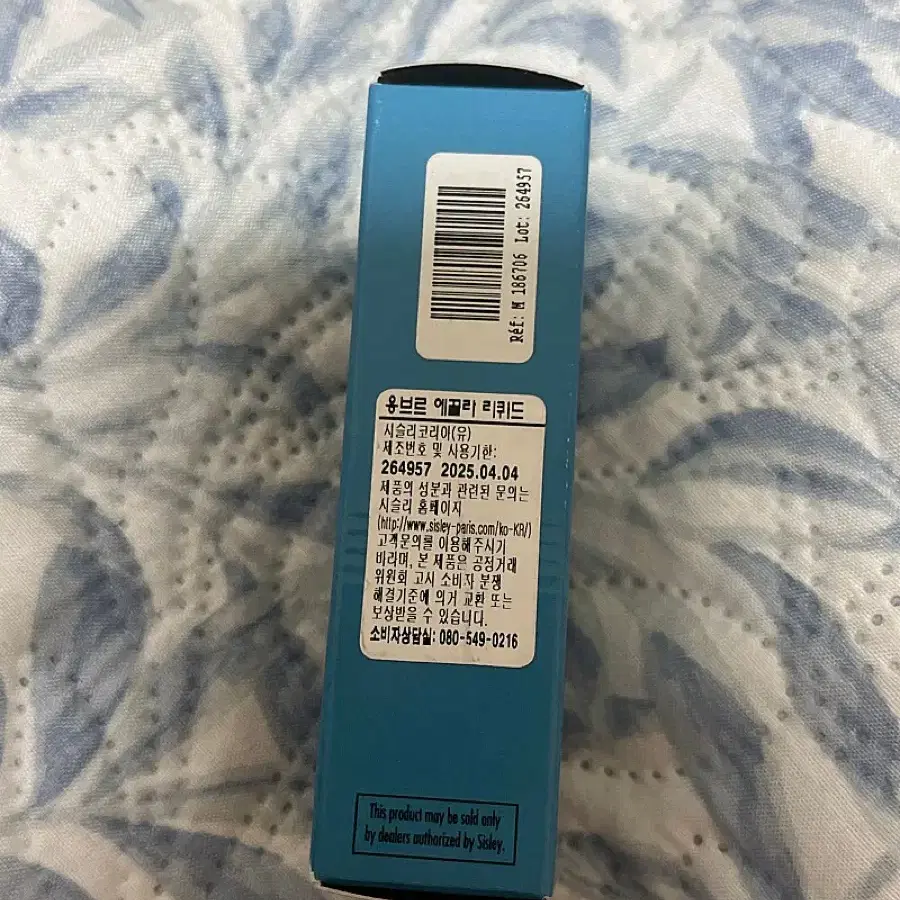 Réf: M 186706 Lot: 264957
옹브르 에끌라 리퀴드
시슬리코리아(유)
제조번호 및 사용기한:
264957 2025.04.04
제품의 성분과 관련된 문의는
시슬리 홈페이지
(http://www.sisley-paris.com/ko-KR/)
고객문의를 이용해주시기
바라며, 본 제품은 공정거래
위원회 고시 소비자 분쟁
해결기준에 의거 교환 또는
보상받을 수 있습니다.
소비자상담실: 080-549-0216
This product may be sold only
by dealers authorized by Sisley.